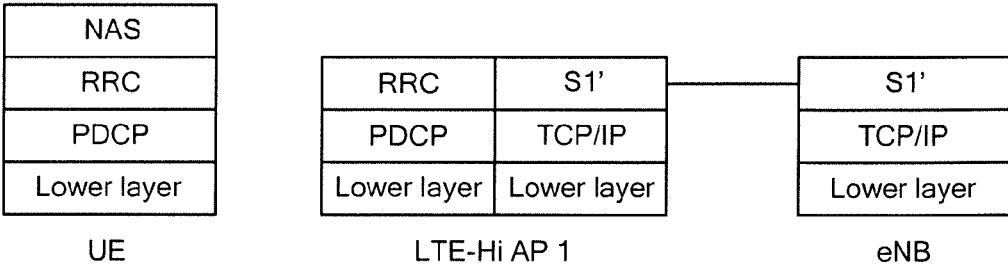 NAS
RRC
PDCP
Lower layer
UE
RRC S1'
PDCP TCP/IP
Lower layer Lower layer
LTE-Hi AP 1
S1'
TCP/IP
Lower layer
eNB